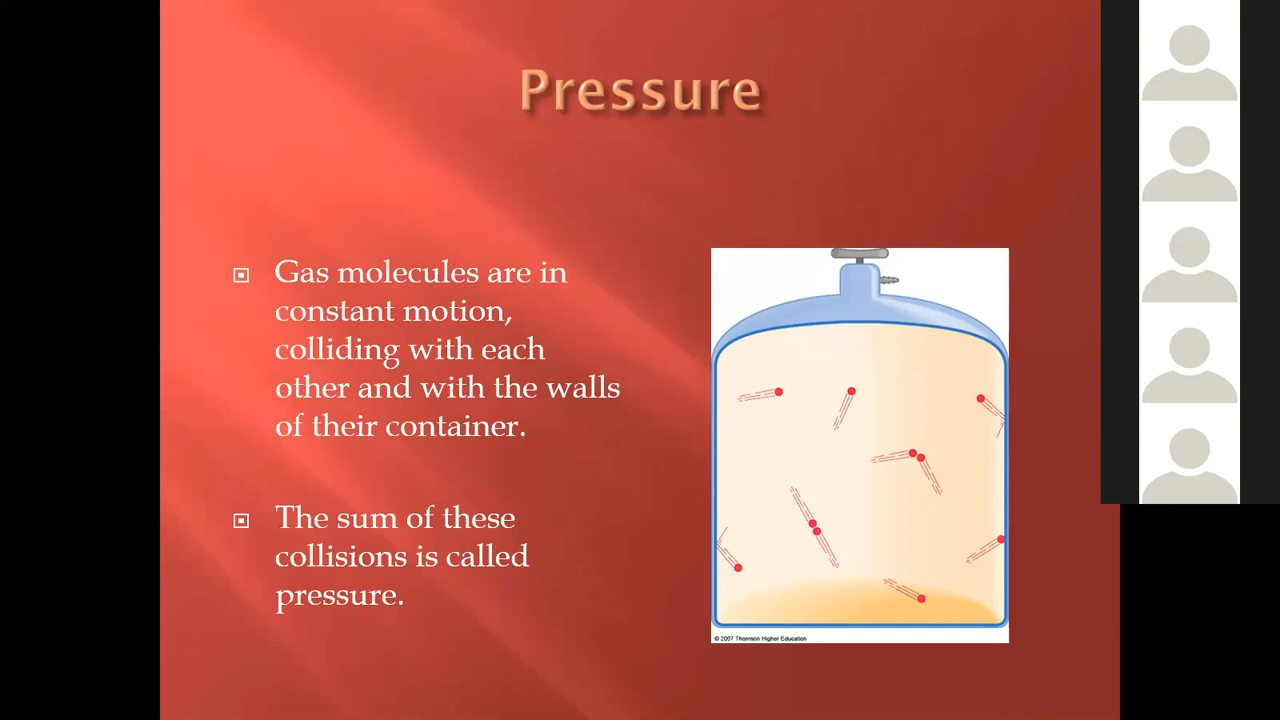 Pressure
Gas molecules are in
constant motion,
colliding with each
other and with the walls
of their container.
The sum of these
collisions is called
pressure.
© 2007 Thomson Higher Education